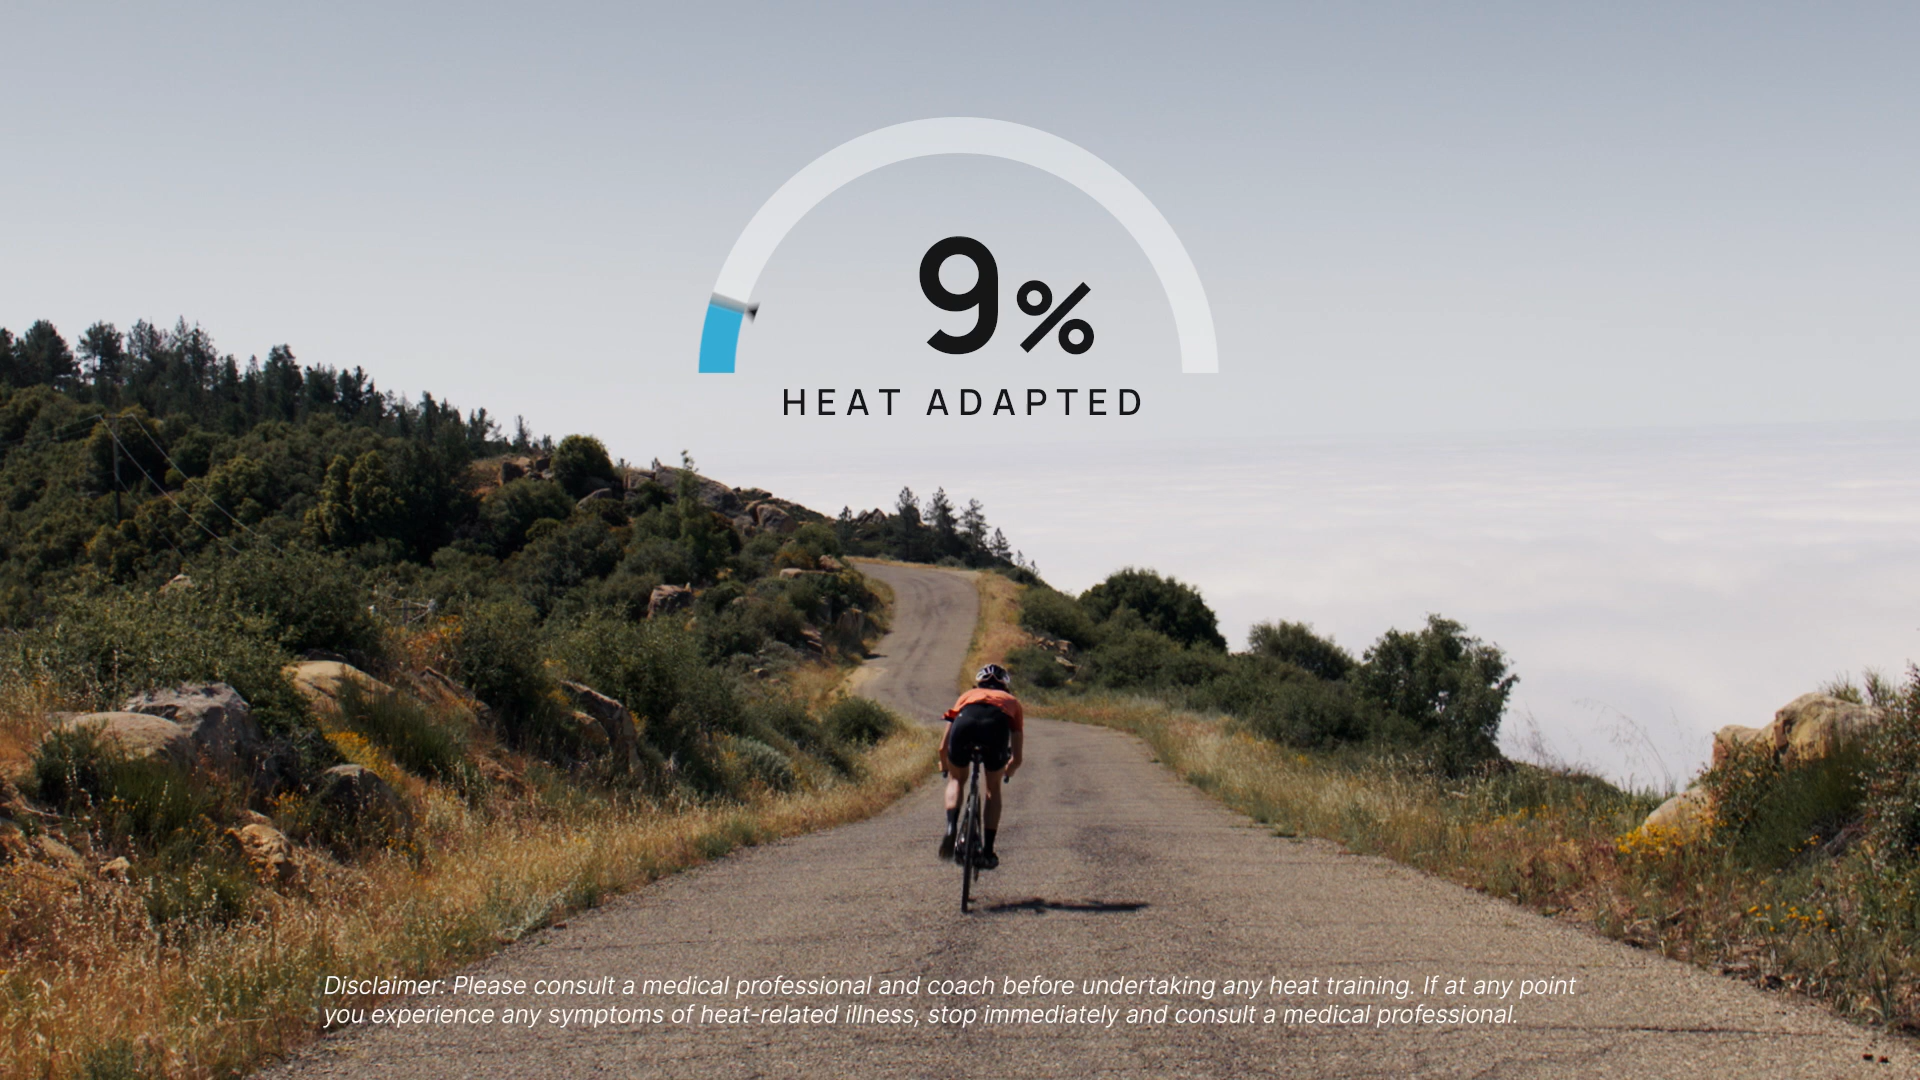 9%
HEAT ADAPTED
Disclaimer: Please consult a medical professional and coach before undertaking any heat training. If at any point
you experience any symptoms of heat-related illness, stop immediately and consult a medical professional.